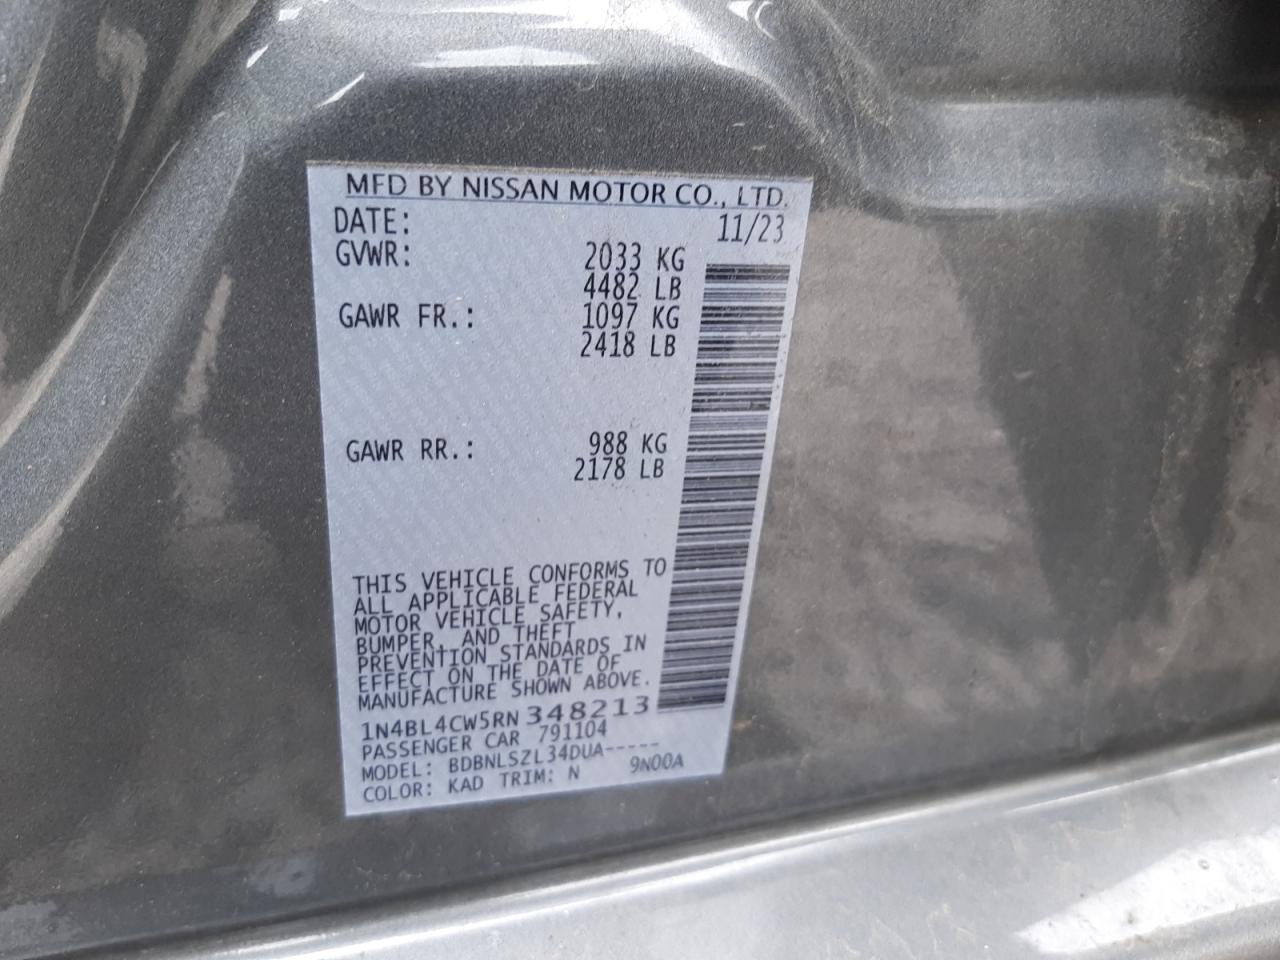 MFD BY NISSAN MOTOR CO., LTD.
DATE: 11/23
GVWR: 2033 KG
4482 LB
GAWR FR.: 1097 KG
2418 LB
GAWR RR.: 988 KG
2178 LB
THIS VEHICLE CONFORMS TO
ALL APPLICABLE FEDERAL
MOTOR VEHICLE SAFETY,
BUMPER, AND THEFT
PREVENTION STANDARDS IN
EFFECT ON THE DATE OF
MANUFACTURE SHOWN ABOVE.
1N4BL4CW5RN348213
PASSENGER CAR 791104
MODEL: BDBNLSZL34DUA-----
COLOR: KAD TRIM: N 9N00A